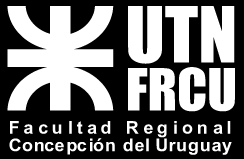 UTN
FRCU
Facultad Regional
Concepción del Uruguay